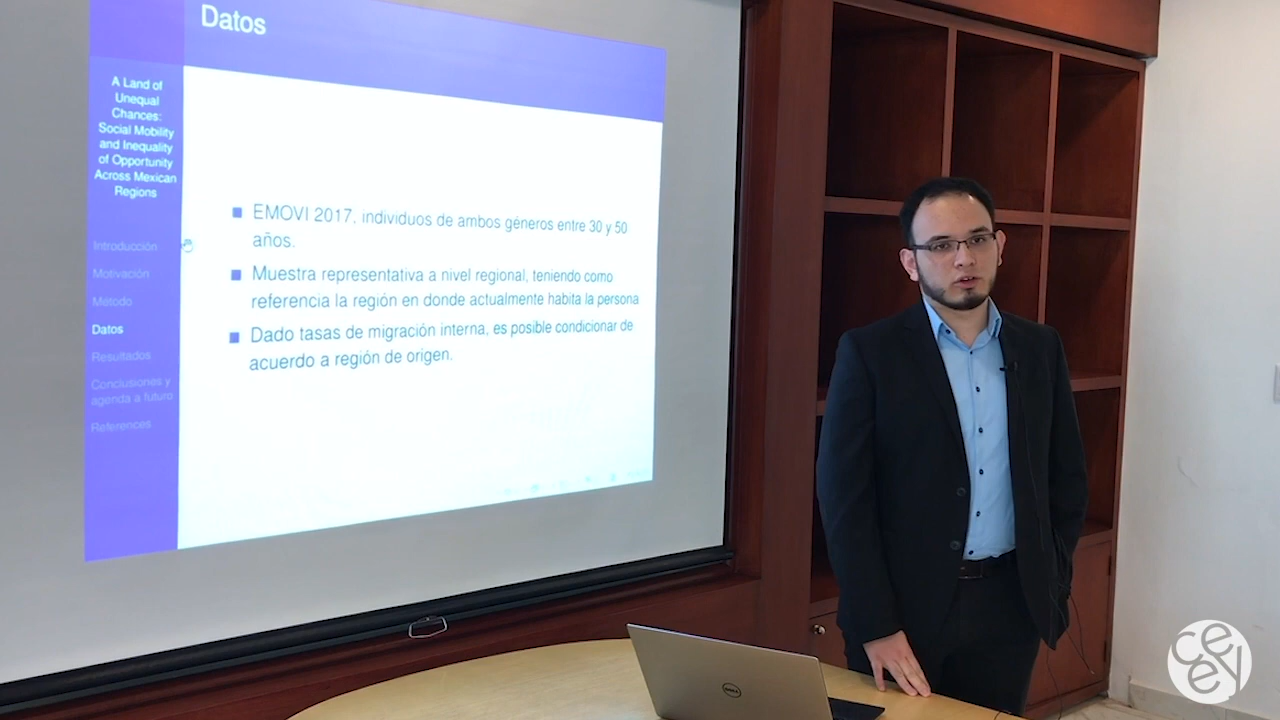 Datos
A Land of
Unequal
Chances:
Social Mobility
and Inequality
of Opportunity
Across Mexican
Regions
Introducción
Motivación
Método
Datos
Resultados
Conclusiones y
agenda a futuro
References
EMOVI 2017, individuos de ambos géneros entre 30 y 50
años.
Muestra representativa a nivel regional, teniendo como
referencia la región en donde actualmente habita la persona
Dado tasas de migración interna, es posible condicionar de
acuerdo a región de origen.
DELL
ceey